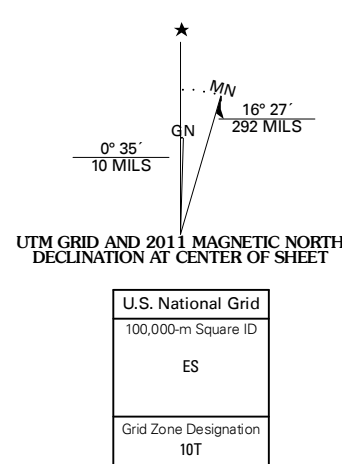 MN
16° 27´
292 MILS
GN
0° 35´
10 MILS
UTM GRID AND 2011 MAGNETIC NORTH
DECLINATION AT CENTER OF SHEET
U.S. National Grid
100,000-m Square ID
ES
Grid Zone Designation
10T